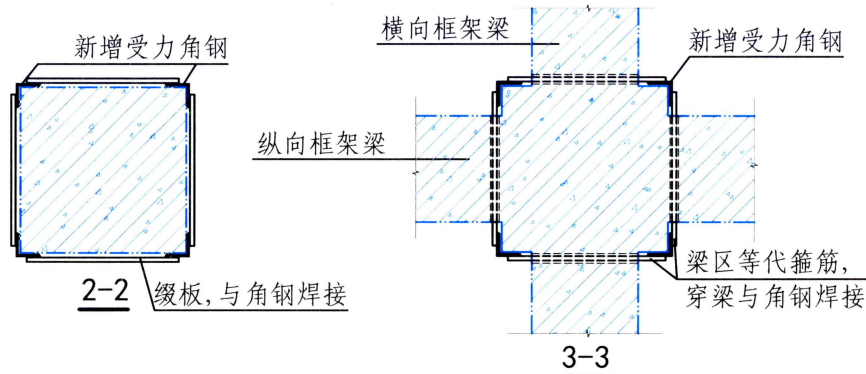 新增受力角钢
2-2
缀板,与角钢焊接
横向框架梁
新增受力角钢
纵向框架梁
梁区等代箍筋,
穿梁与角钢焊接
3-3